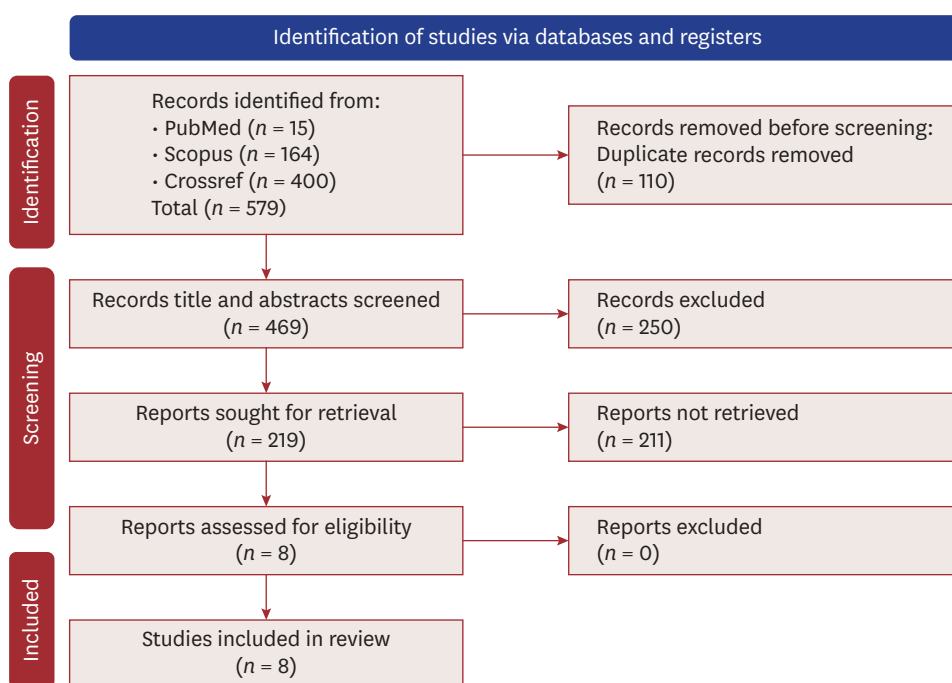 Identification of studies via databases and registers
Identification
Records identified from:
· PubMed (n = 15)
· Scopus (n = 164)
· Crossref (n = 400)
Total (n = 579)
Records removed before screening:
Duplicate records removed
(n = 110)
Screening
Records title and abstracts screened
(n = 469)
Records excluded
(n = 250)
Reports sought for retrieval
(n = 219)
Reports not retrieved
(n = 211)
Reports assessed for eligibility
(n = 8)
Reports excluded
(n = 0)
Included
Studies included in review
(n = 8)